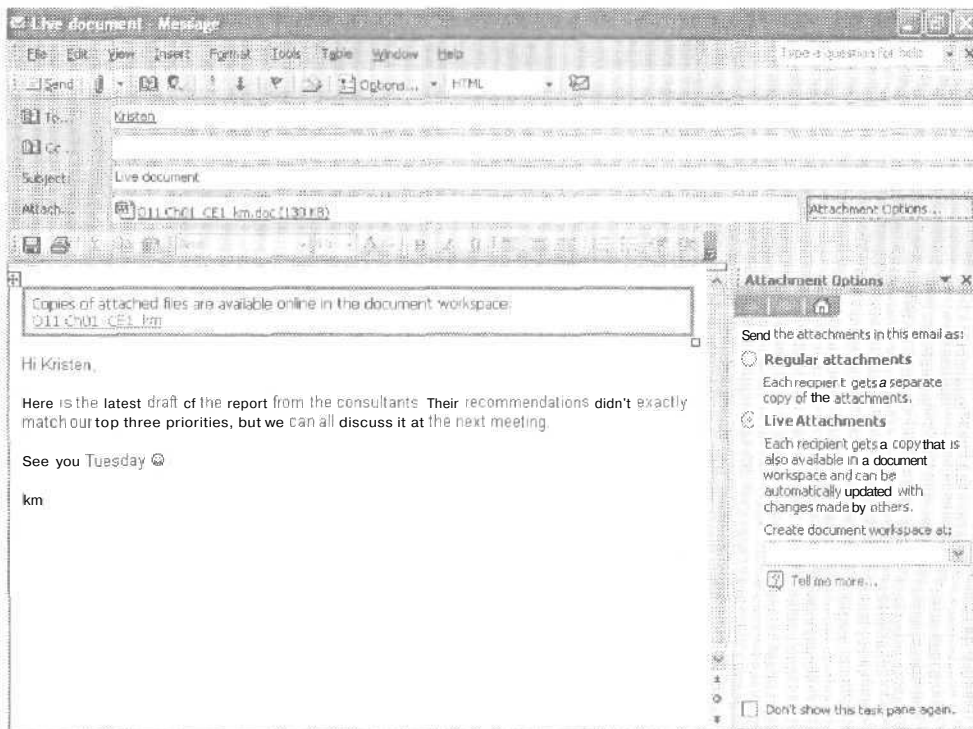 Live document - Message
File Edit View Insert Format Tools Table Window Help Type a question for help
Send Options... HTML
To... Kristen
Cc...
Subject: Live document
Attach... O11 Ch01 CE1 km.doc (133 KB) Attachment Options...
Copies of attached files are available online in the document workspace:
O11 Ch01 CE1 km
Hi Kristen,
Here is the latest draft cf the report from the consultants Their recommendations didn't exactly
match our top three priorities, but we can all discuss it at the next meeting.
See you Tuesday ☺
km
Attachment Options
Send the attachments in this email as:
Regular attachments
Each recipient gets a separate
copy of the attachments.
Live Attachments
Each recipient gets a copy that is
also available in a document
workspace and can be
automatically updated with
changes made by others.
Create document workspace at:
Tell me more...
Don't show this task pane again.